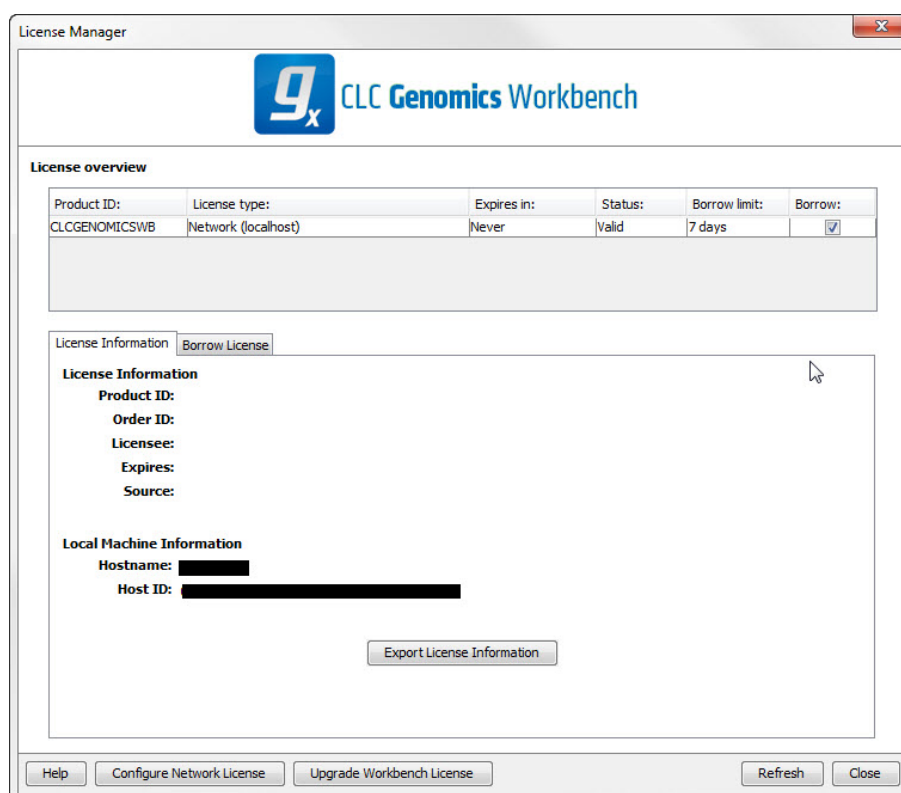 License Manager
gx CLC Genomics Workbench
License overview
Product ID: License type: Expires in: Status: Borrow limit: Borrow:
CLCGENOMICSWB Network (localhost) Never Valid 7 days
License Information Borrow License
License Information
Product ID:
Order ID:
Licensee:
Expires:
Source:
Local Machine Information
Hostname:
Host ID:
Export License Information
Help Configure Network License Upgrade Workbench License Refresh Close